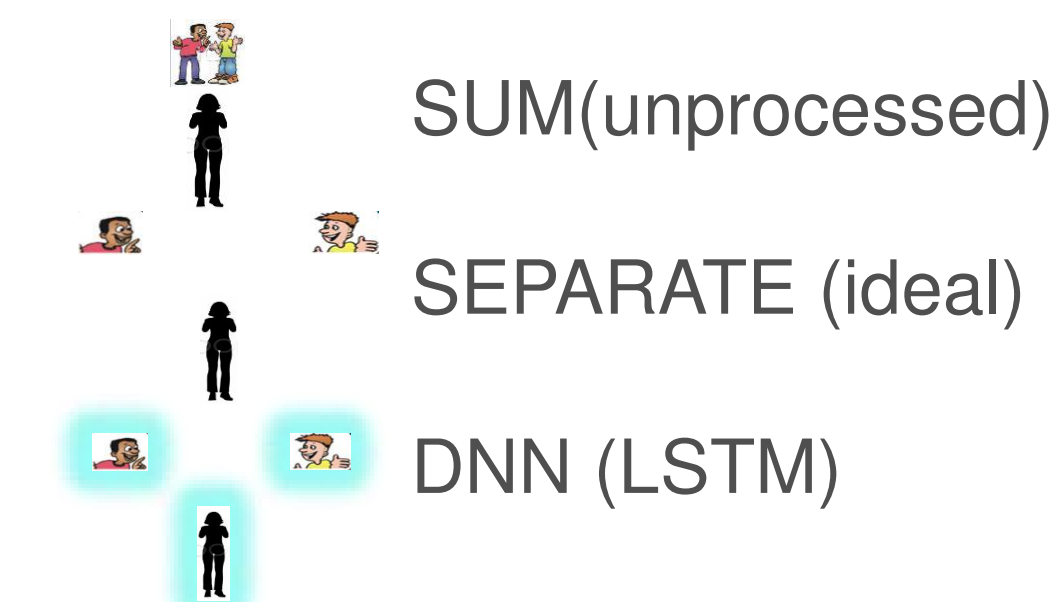 SUM(unprocessed)
SEPARATE (ideal)
DNN (LSTM)